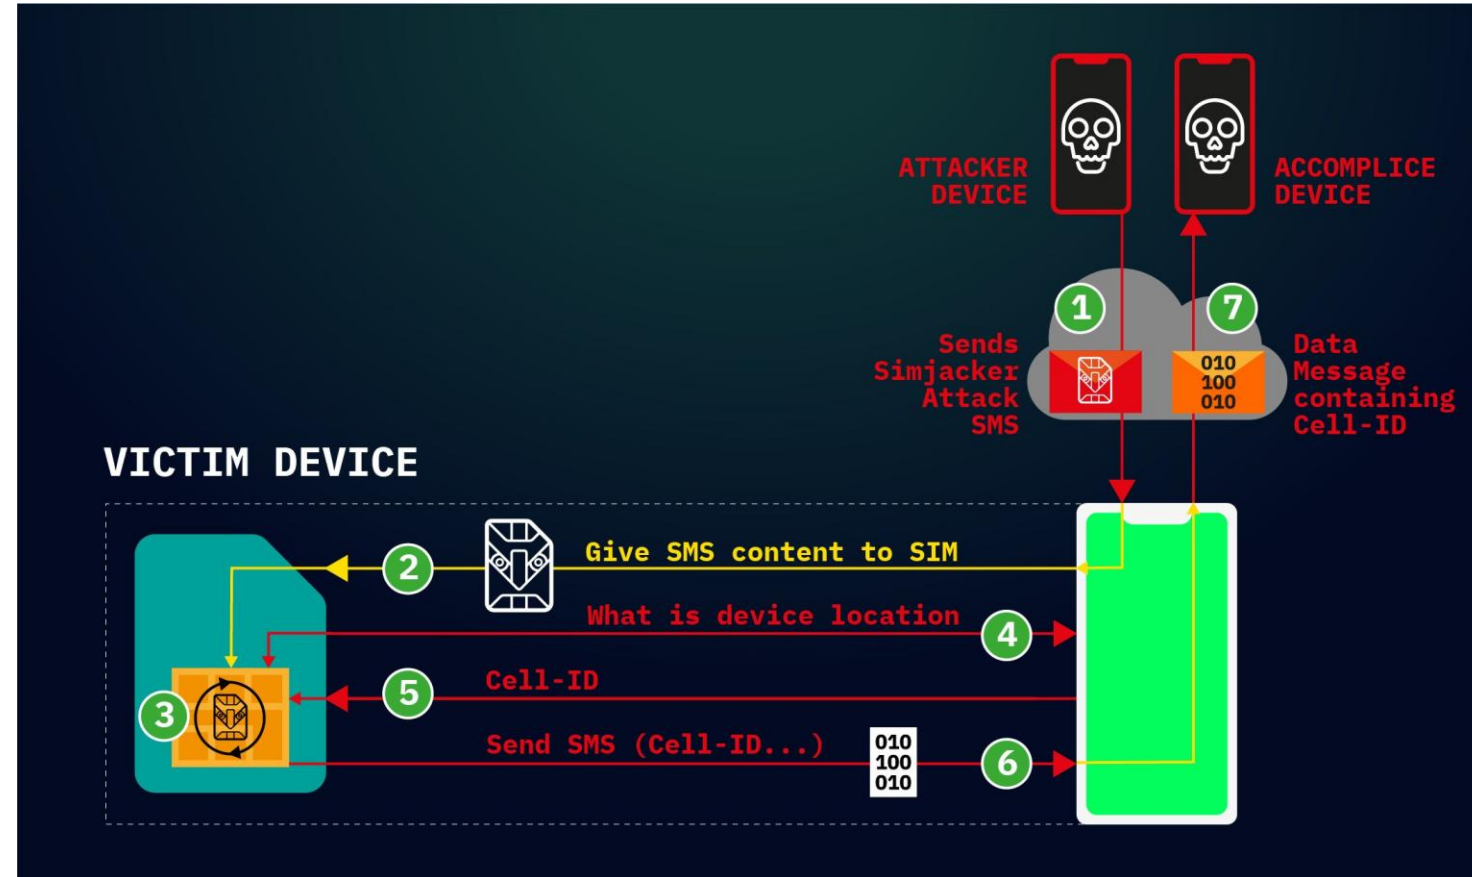 ATTACKER
DEVICE
ACCOMPLICE
DEVICE
1
7
Sends
Simjacker
Attack
SMS
010
100
010
Data
Message
containing
Cell-ID
VICTIM DEVICE
2
Give SMS content to SIM
What is device location
4
Cell-ID
5
3
Send SMS (Cell-ID...)
010
100
010
6